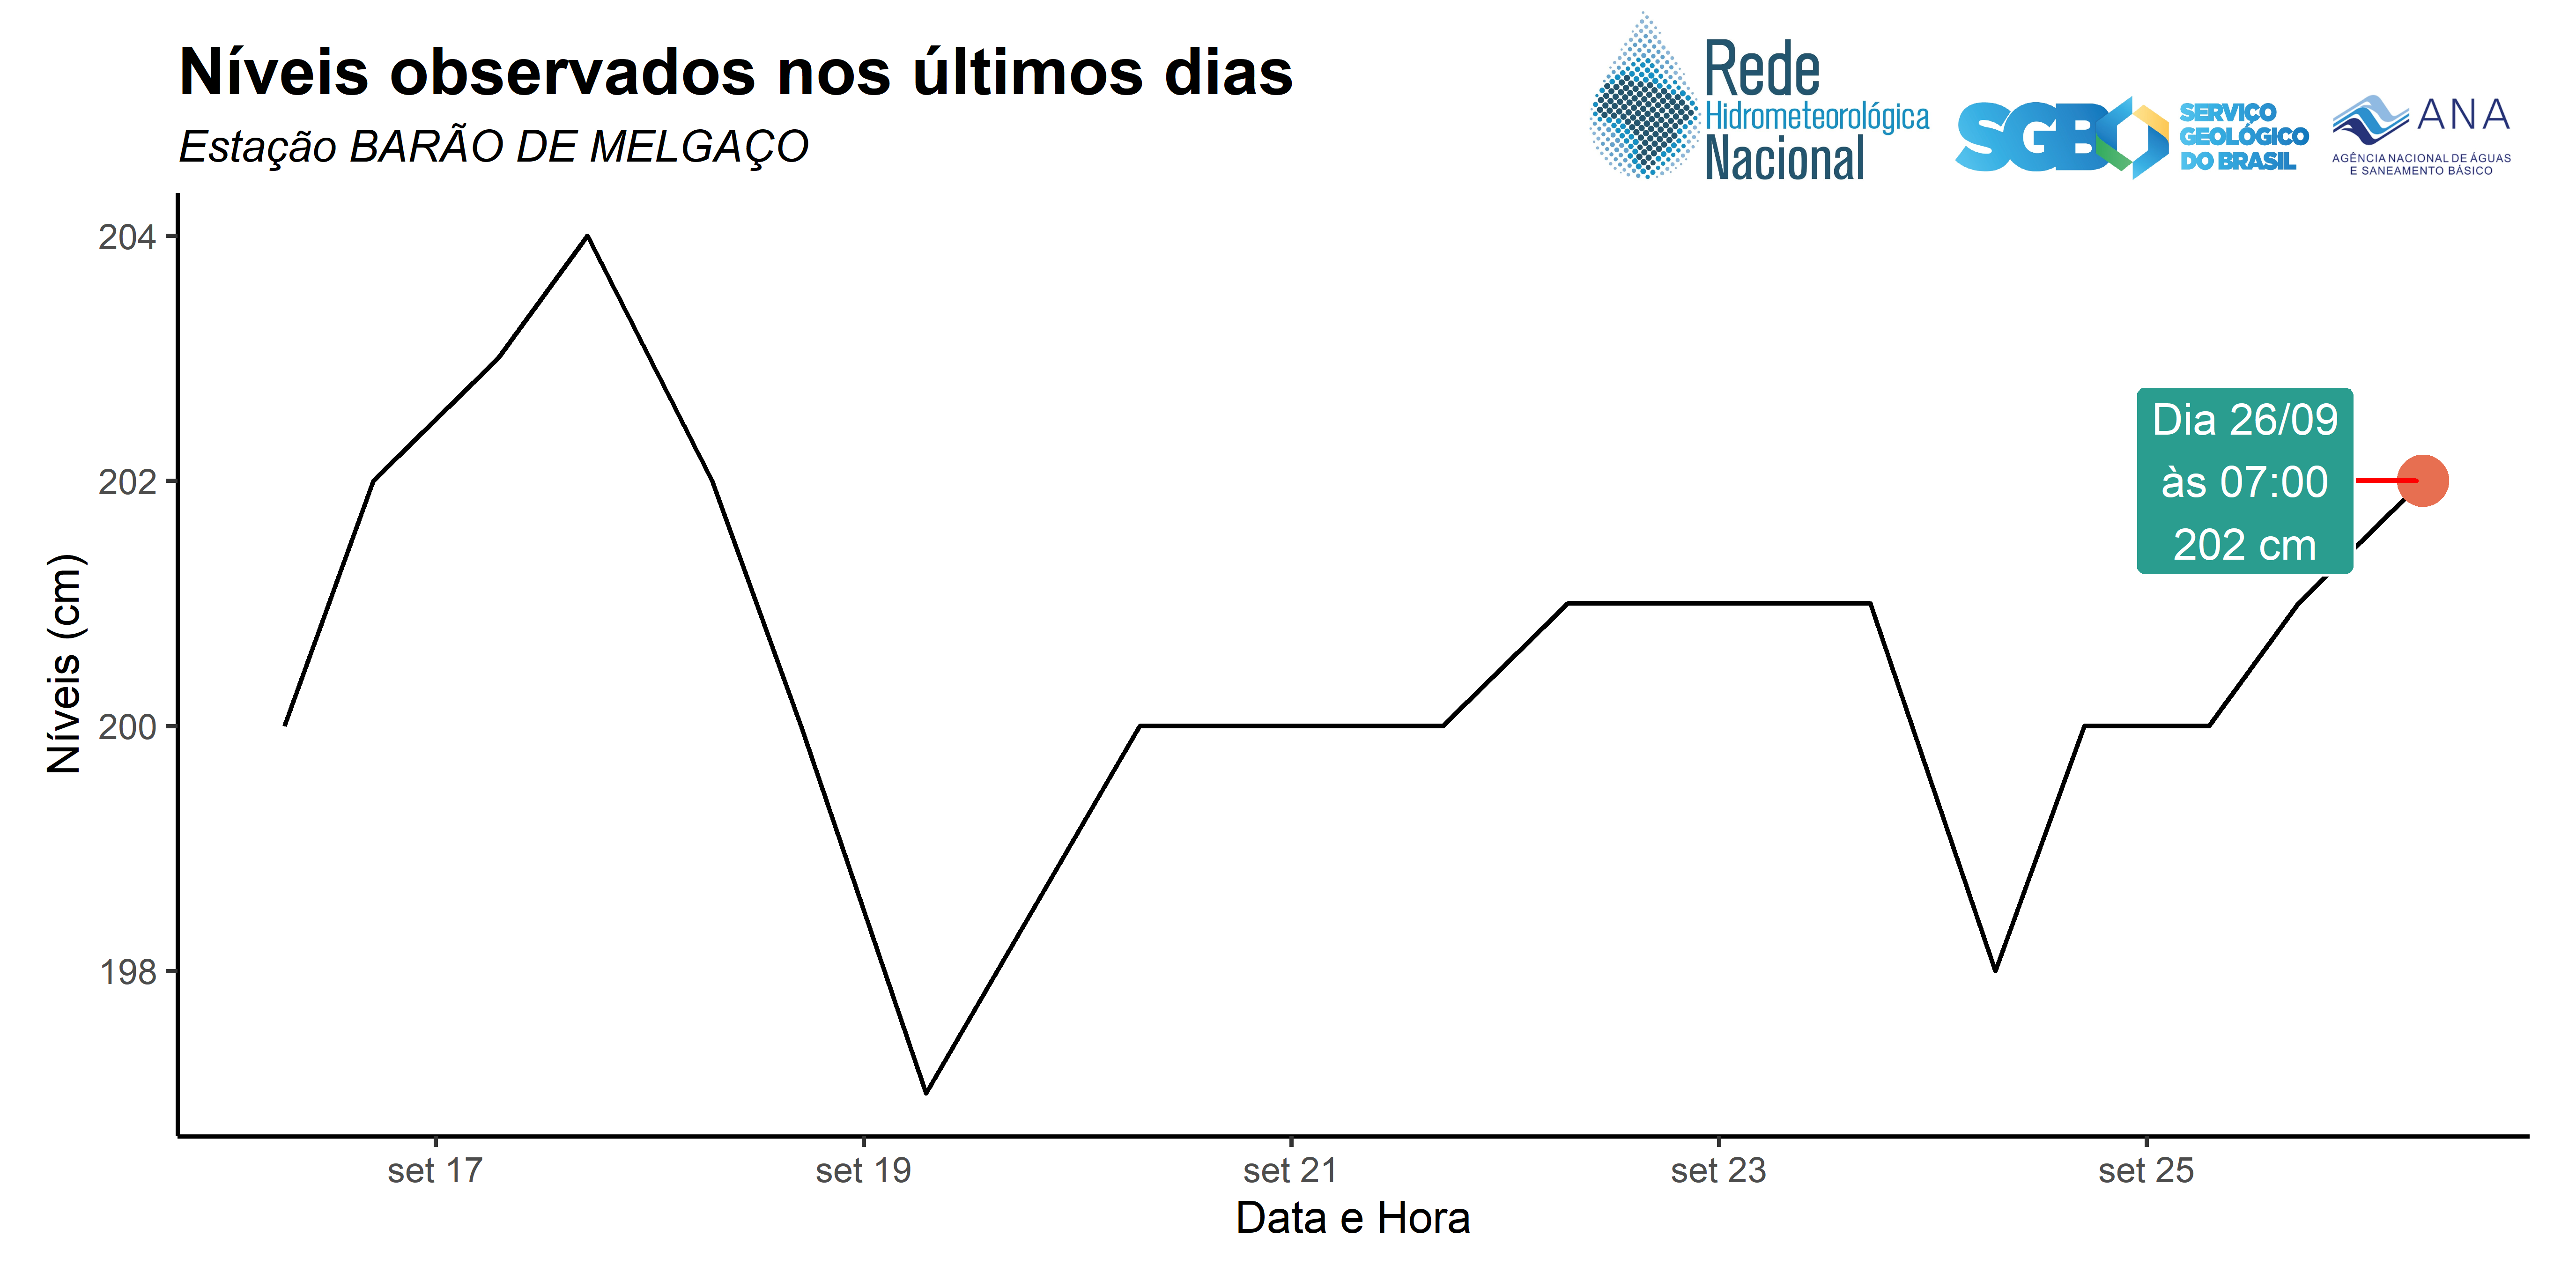 Níveis observados nos últimos dias
Estação BARÃO DE MELGAÇO
Rede
Hidrometeorológica
Nacional
SGB
SERVIÇO
GEOLÓGICO
DO BRASIL
ANA
AGÊNCIA NACIONAL DE ÁGUAS
E SANEAMENTO BÁSICO
204
202
200
198
Níveis (cm)
Dia 26/09
às 07:00
202 cm
set 17
set 19
set 21
set 23
set 25
Data e Hora